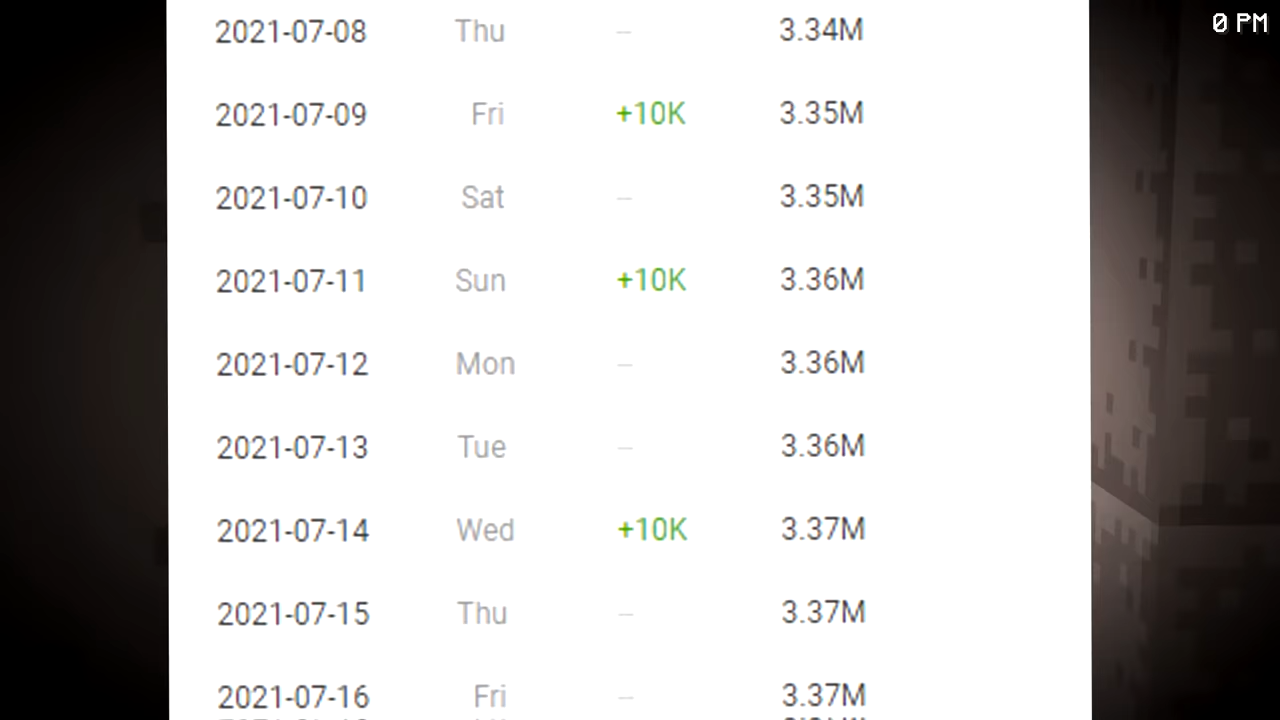 0 PM
2021-07-08 Thu – 3.34M
2021-07-09 Fri +10K 3.35M
2021-07-10 Sat – 3.35M
2021-07-11 Sun +10K 3.36M
2021-07-12 Mon – 3.36M
2021-07-13 Tue – 3.36M
2021-07-14 Wed +10K 3.37M
2021-07-15 Thu – 3.37M
2021-07-16 Fri – 3.37M